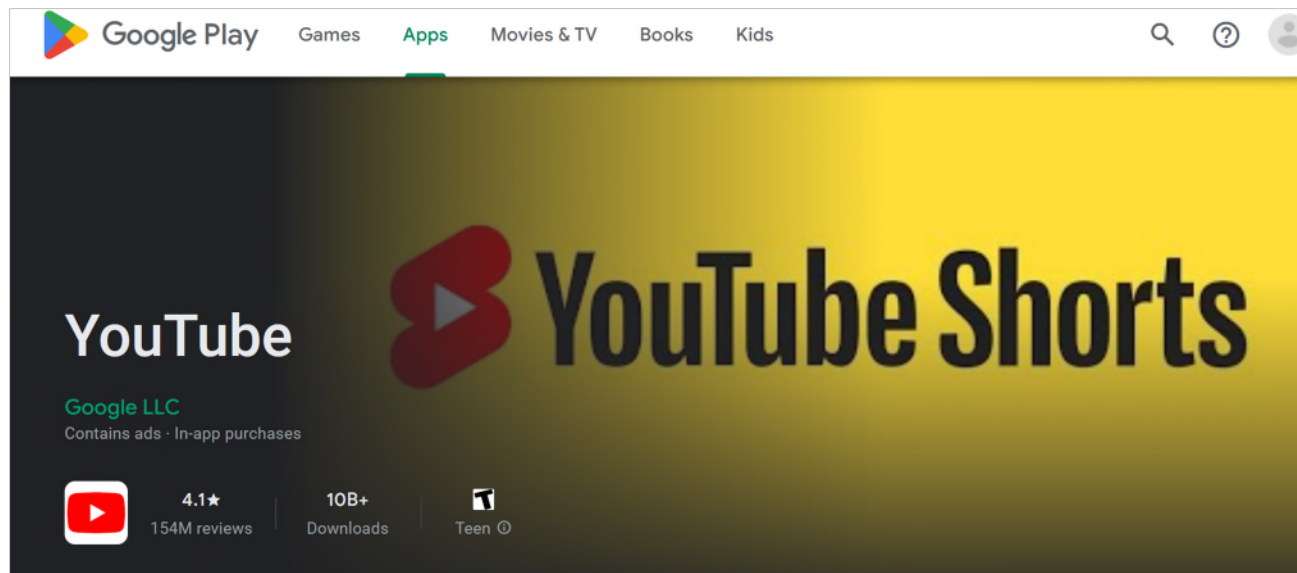 Google Play Games Apps Movies & TV Books Kids
YouTube Shorts
YouTube
Google LLC
Contains ads · In-app purchases
4.1★ 10B+ T
154M reviews Downloads Teen